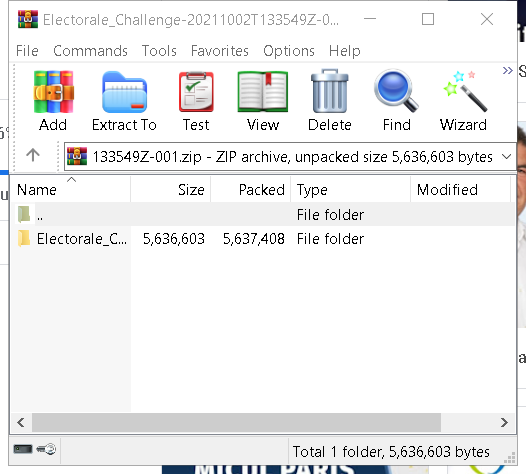 Electorale_Challenge-20211002T133549Z-0...
File Commands Tools Favorites Options Help
Add Extract To Test View Delete Find Wizard
133549Z-001.zip - ZIP archive, unpacked size 5,636,603 bytes
Name Size Packed Type Modified
.. File folder
Electorale_C... 5,636,603 5,637,408 File folder
Total 1 folder, 5,636,603 bytes